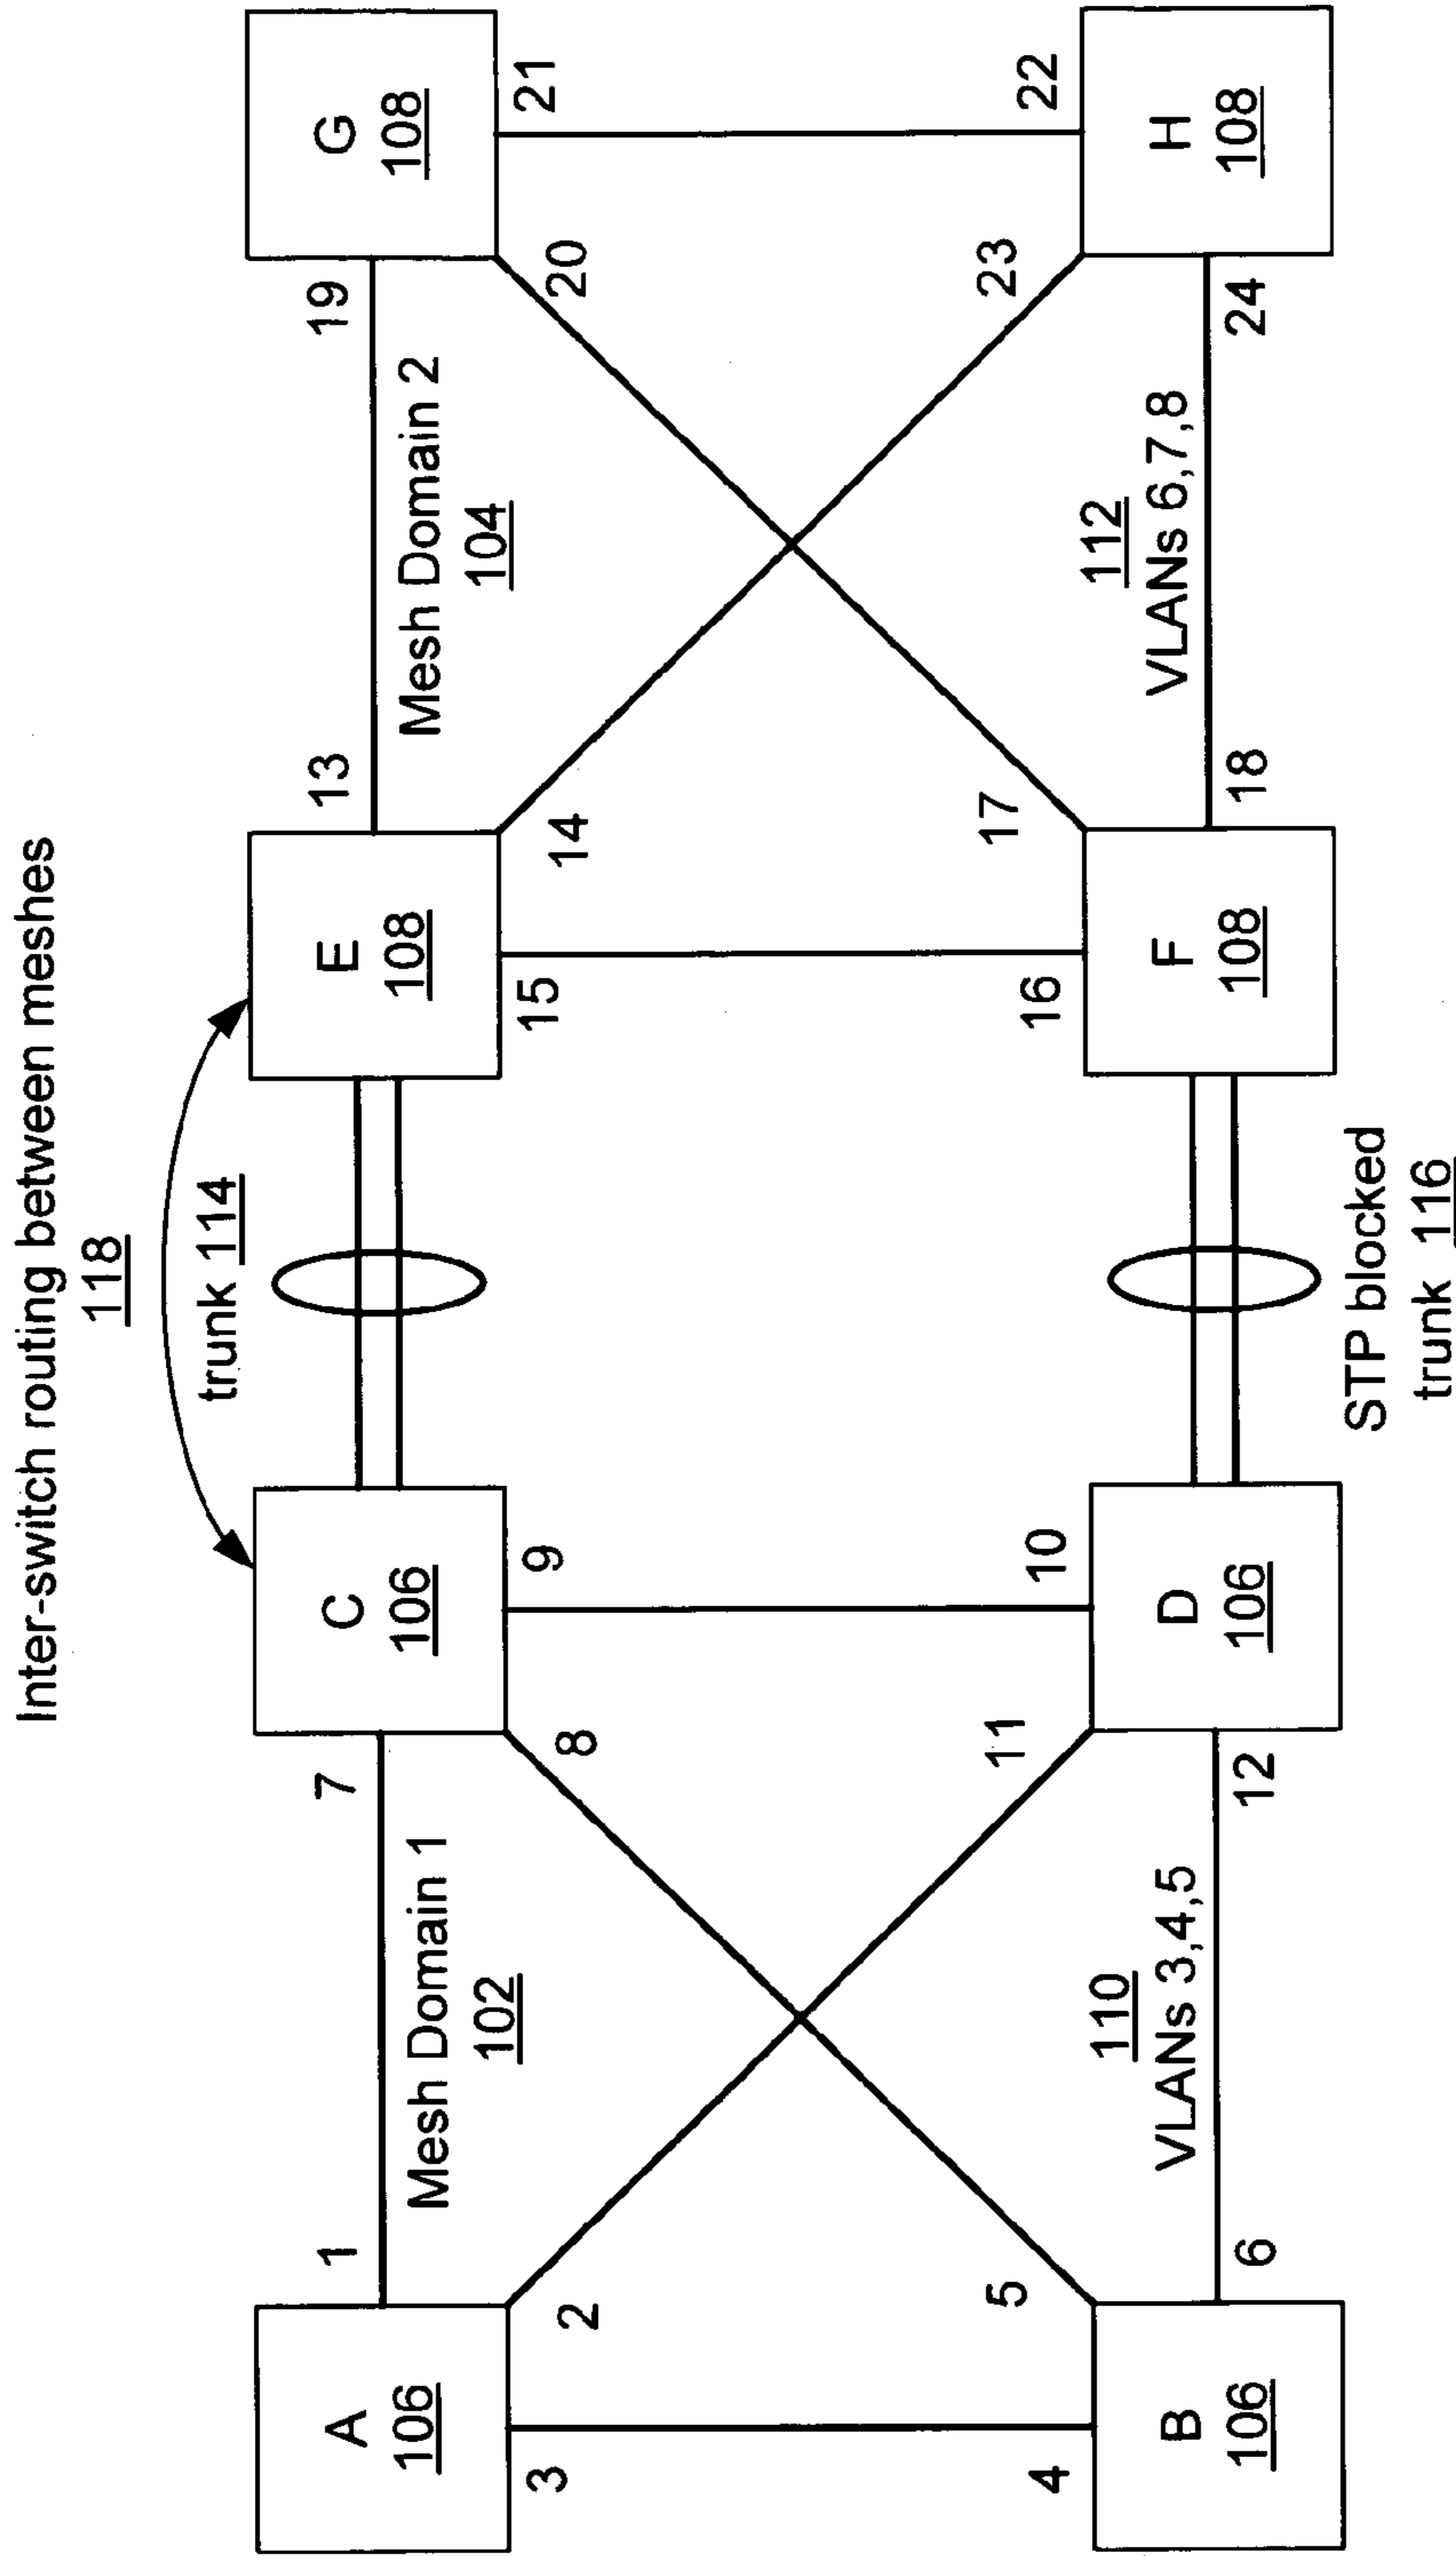 Inter-switch routing between meshes
118
trunk 114
A
106
1
Mesh Domain 1
102
7
C
106
E
108
13
Mesh Domain 2
104
19
G
108
3
2
8
9
15
14
20
21
4
5
11
10
16
17
23
22
B
106
6
110
VLANs 3,4,5
12
D
106
F
108
18
112
VLANs 6,7,8
24
H
108
STP blocked
trunk 116